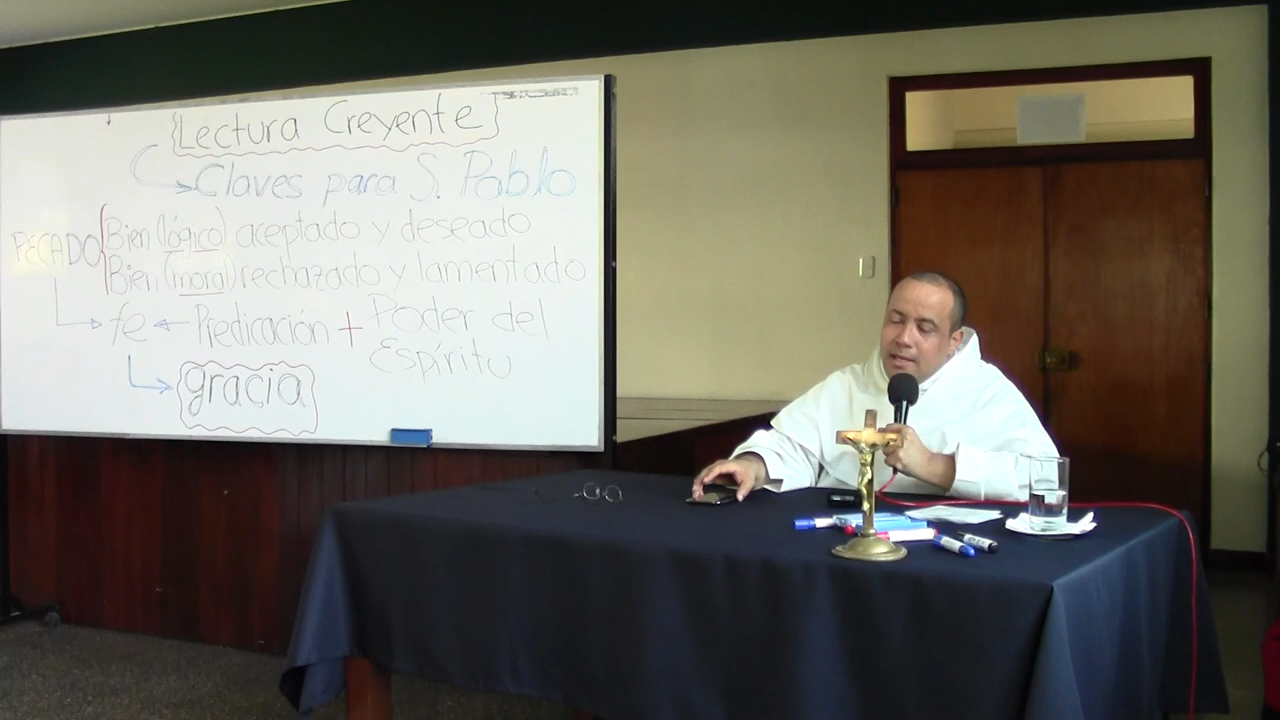 Lectura Creyente
Claves para S. Pablo
PECADO
Bien (lógico) aceptado y deseado
Bien (moral) rechazado y lamentado
fe Predicación + Poder del
Espíritu
gracia